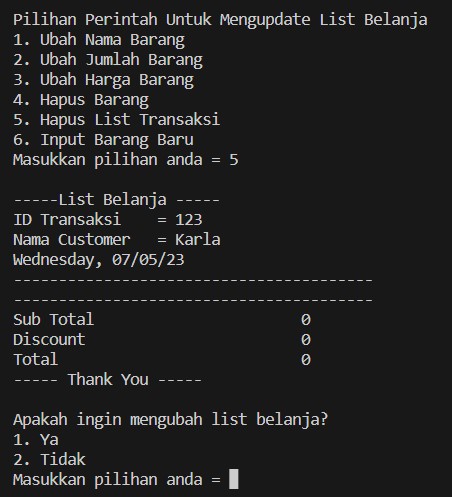 Pilihan Perintah Untuk Mengupdate List Belanja
1. Ubah Nama Barang
2. Ubah Jumlah Barang
3. Ubah Harga Barang
4. Hapus Barang
5. Hapus List Transaksi
6. Input Barang Baru
Masukkan pilihan anda = 5
-----List Belanja -----
ID Transaksi    = 123
Nama Customer   = Karla
Wednesday, 07/05/23
----------------------------------------
----------------------------------------
Sub Total                       0
Discount                        0
Total                           0
----- Thank You -----
Apakah ingin mengubah list belanja?
1. Ya
2. Tidak
Masukkan pilihan anda =